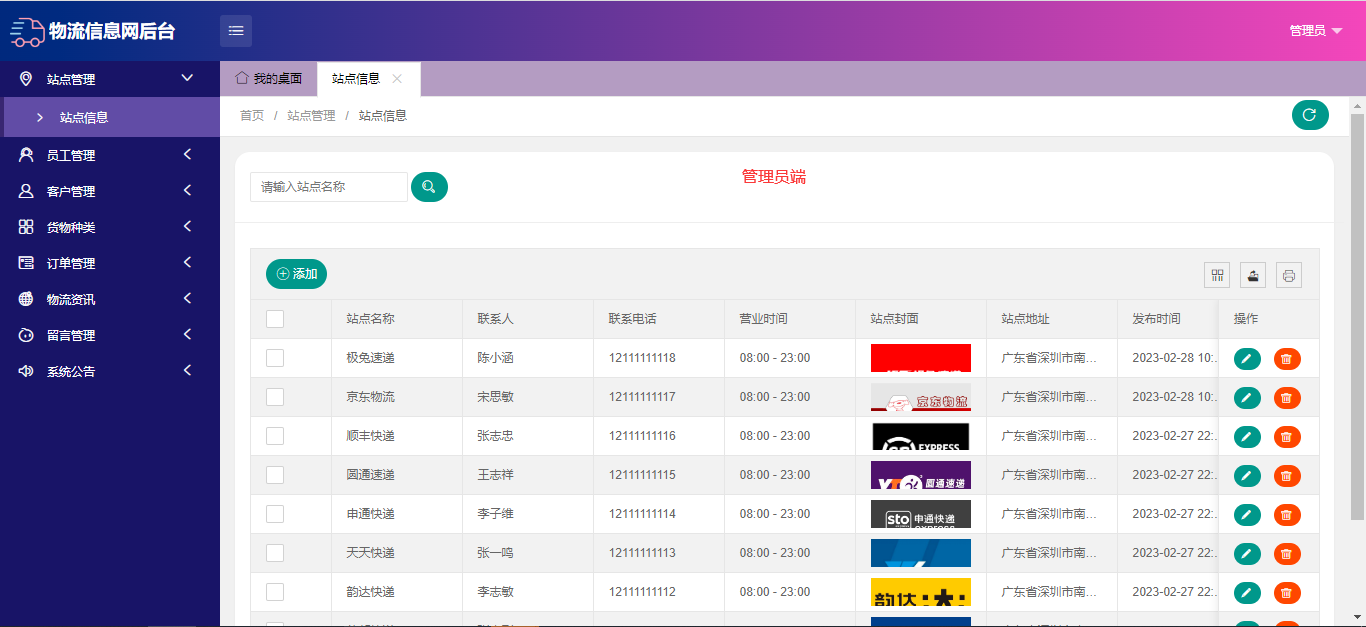 物流信息网后台
管理员
站点管理
站点信息
员工管理
客户管理
货物种类
订单管理
物流资讯
留言管理
系统公告
我的桌面 站点信息
首页 / 站点管理 / 站点信息
请输入站点名称
管理员端
添加
站点名称 联系人 联系电话 营业时间 站点封面 站点地址 发布时间 操作
极兔速递 陈小涵 12111111118 08:00 - 23:00 广东省深圳市南... 2023-02-28 10:...
京东物流 宋思敏 12111111117 08:00 - 23:00 京东物流 广东省深圳市南... 2023-02-28 10:...
顺丰快递 张志忠 12111111116 08:00 - 23:00 EXPRESS 广东省深圳市南... 2023-02-27 22:...
圆通速递 王志祥 12111111115 08:00 - 23:00 YTO 圆通速递 广东省深圳市南... 2023-02-27 22:...
申通快递 李子维 12111111114 08:00 - 23:00 sto 申通快递 EXPRESS 广东省深圳市南... 2023-02-27 22:...
天天快递 张一鸣 12111111113 08:00 - 23:00 广东省深圳市南... 2023-02-27 22:...
韵达快递 李志敏 12111111112 08:00 - 23:00 韵达 广东省深圳市南... 2023-02-27 22:...